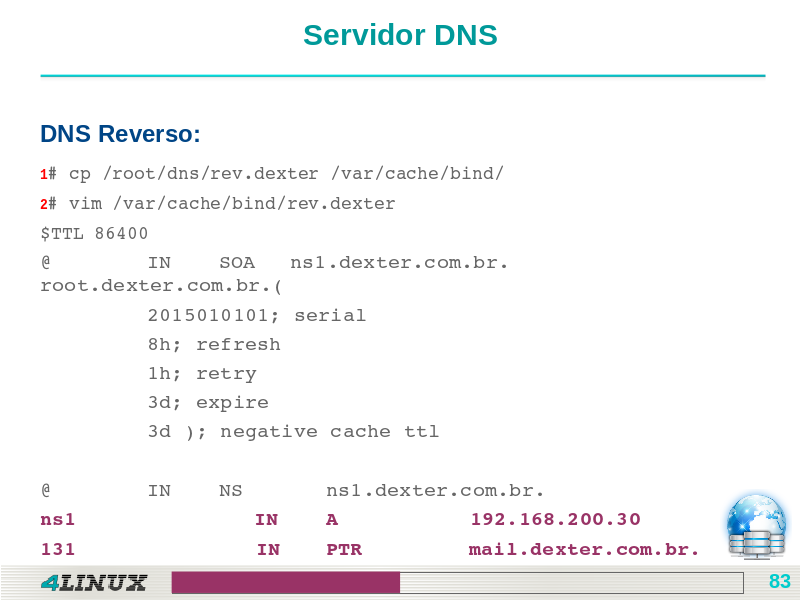 Servidor DNS
DNS Reverso:
1# cp /root/dns/rev.dexter /var/cache/bind/
2# vim /var/cache/bind/rev.dexter
$TTL 86400
@ IN SOA ns1.dexter.com.br.
root.dexter.com.br.(
2015010101; serial
8h; refresh
1h; retry
3d; expire
3d ); negative cache ttl
@ IN NS ns1.dexter.com.br.
ns1 IN A 192.168.200.30
131 IN PTR mail.dexter.com.br.
4LINUX
83